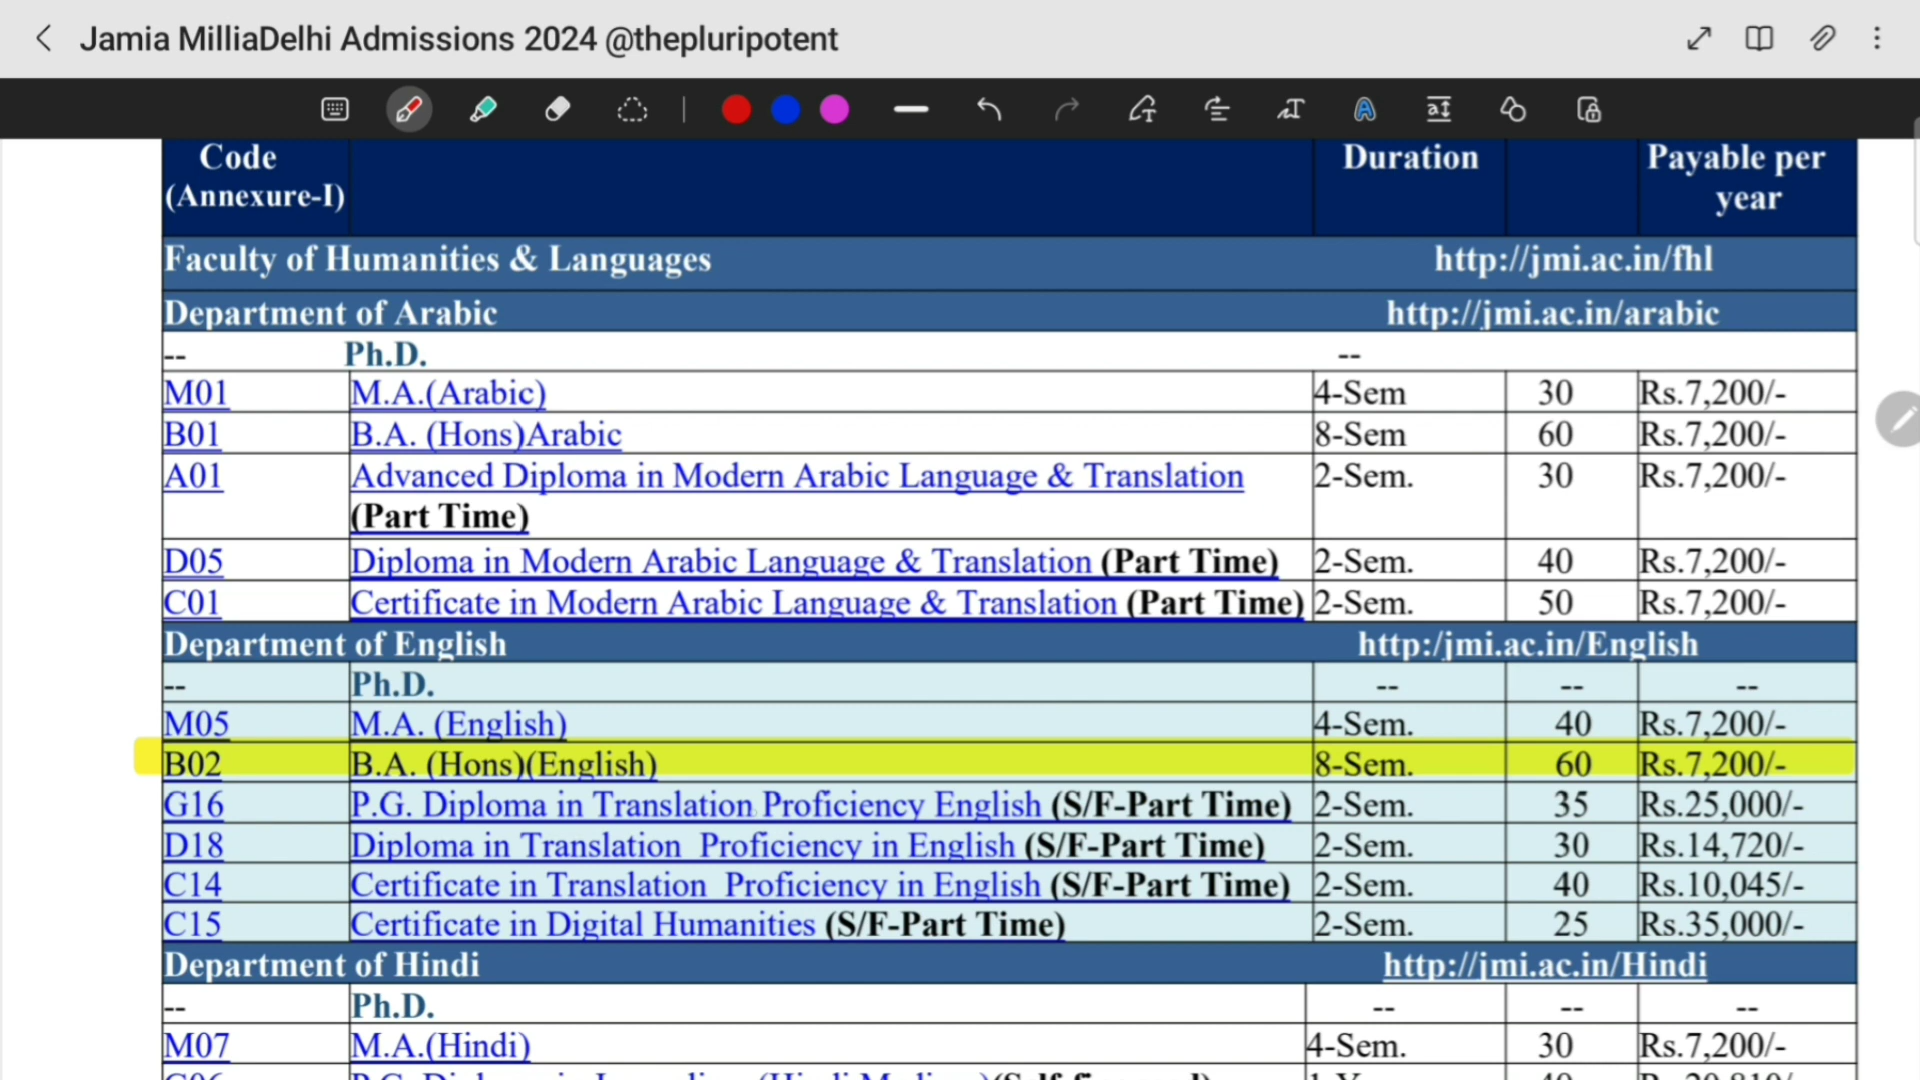 Jamia MilliaDelhi Admissions 2024 @thepluripotent
Code Duration Payable per
(Annexure-I) year
Faculty of Humanities & Languages http://jmi.ac.in/fhl
Department of Arabic http://jmi.ac.in/arabic
-- Ph.D. --
M01 M.A.(Arabic) 4-Sem 30 Rs.7,200/-
B01 B.A. (Hons)Arabic 8-Sem 60 Rs.7,200/-
A01 Advanced Diploma in Modern Arabic Language & Translation 2-Sem. 30 Rs.7,200/-
(Part Time)
D05 Diploma in Modern Arabic Language & Translation (Part Time) 2-Sem. 40 Rs.7,200/-
C01 Certificate in Modern Arabic Language & Translation (Part Time) 2-Sem. 50 Rs.7,200/-
Department of English http:/jmi.ac.in/English
-- Ph.D. -- -- --
M05 M.A. (English) 4-Sem. 40 Rs.7,200/-
B02 B.A. (Hons)(English) 8-Sem. 60 Rs.7,200/-
G16 P.G. Diploma in Translation Proficiency English (S/F-Part Time) 2-Sem. 35 Rs.25,000/-
D18 Diploma in Translation Proficiency in English (S/F-Part Time) 2-Sem. 30 Rs.14,720/-
C14 Certificate in Translation Proficiency in English (S/F-Part Time) 2-Sem. 40 Rs.10,045/-
C15 Certificate in Digital Humanities (S/F-Part Time) 2-Sem. 25 Rs.35,000/-
Department of Hindi http://jmi.ac.in/Hindi
-- Ph.D. -- -- --
M07 M.A.(Hindi) 4-Sem. 30 Rs.7,200/-